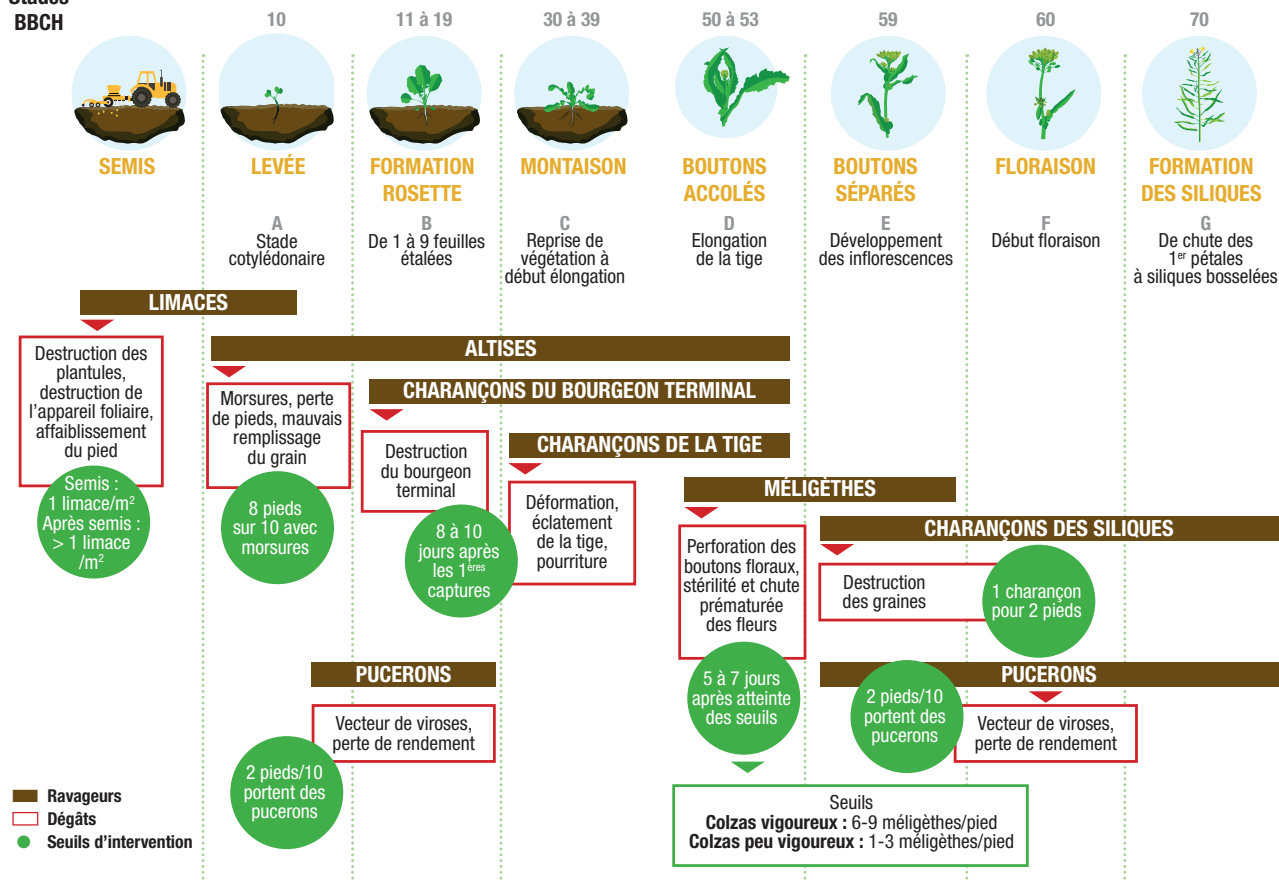 Stades
BBCH
10
11 à 19
30 à 39
50 à 53
59
60
70
SEMIS
LEVÉE
FORMATION
ROSETTE
MONTAISON
BOUTONS
ACCOLÉS
BOUTONS
SÉPARÉS
FLORAISON
FORMATION
DES SILIQUES
A
Stade
cotylédonaire
B
De 1 à 9 feuilles
étalées
C
Reprise de
végétation à
début élongation
D
Elongation
de la tige
E
Développement
des inflorescences
F
Début floraison
G
De chute des
1er pétales
à siliques bosselées
LIMACES
Destruction des
plantules,
destruction de
l'appareil foliaire,
affaiblissement
du pied
Semis :
1 limace/m²
Après semis :
> 1 limace
/m²
ALTISES
Morsures, perte
de pieds, mauvais
remplissage
du grain
8 pieds
sur 10 avec
morsures
CHARANÇONS DU BOURGEON TERMINAL
Destruction
du bourgeon
terminal
8 à 10
jours après
les 1ères
captures
CHARANÇONS DE LA TIGE
Déformation,
éclatement
de la tige,
pourriture
MÉLIGÈTHES
Perforation des
boutons floraux,
stérilité et chute
prématurée
des fleurs
5 à 7 jours
après atteinte
des seuils
CHARANÇONS DES SILIQUES
Destruction
des graines
1 charançon
pour 2 pieds
PUCERONS
Vecteur de viroses,
perte de rendement
2 pieds/10
portent des
pucerons
PUCERONS
2 pieds/10
portent des
pucerons
Vecteur de viroses,
perte de rendement
Seuils
Colzas vigoureux : 6-9 méligèthes/pied
Colzas peu vigoureux : 1-3 méligèthes/pied
Ravageurs
Dégâts
Seuils d'intervention